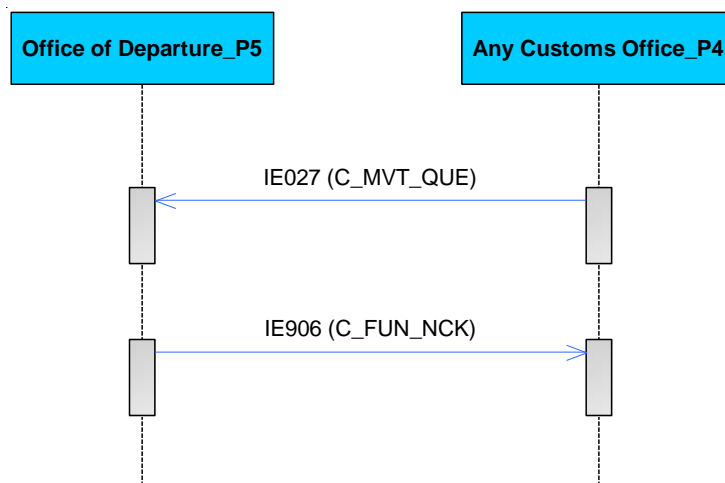 Office of Departure_P5
Any Customs Office_P4
IE027 (C_MVT_QUE)
IE906 (C_FUN_NCK)